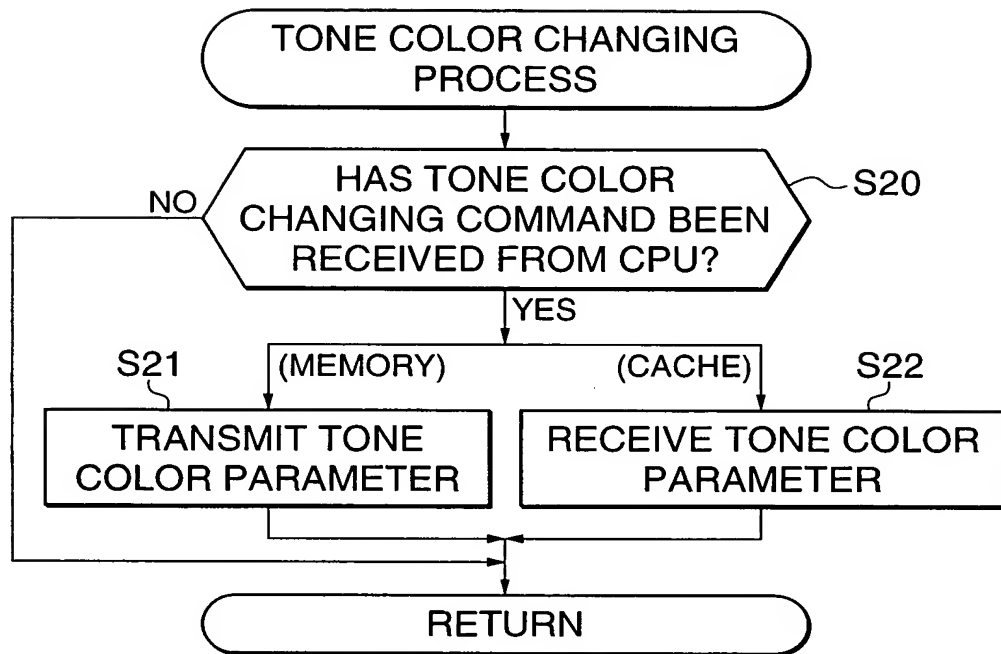 TONE COLOR CHANGING
PROCESS
HAS TONE COLOR
CHANGING COMMAND BEEN
RECEIVED FROM CPU?
S20
NO
YES
S21
(MEMORY)
(CACHE)
S22
TRANSMIT TONE
COLOR PARAMETER
RECEIVE TONE COLOR
PARAMETER
RETURN